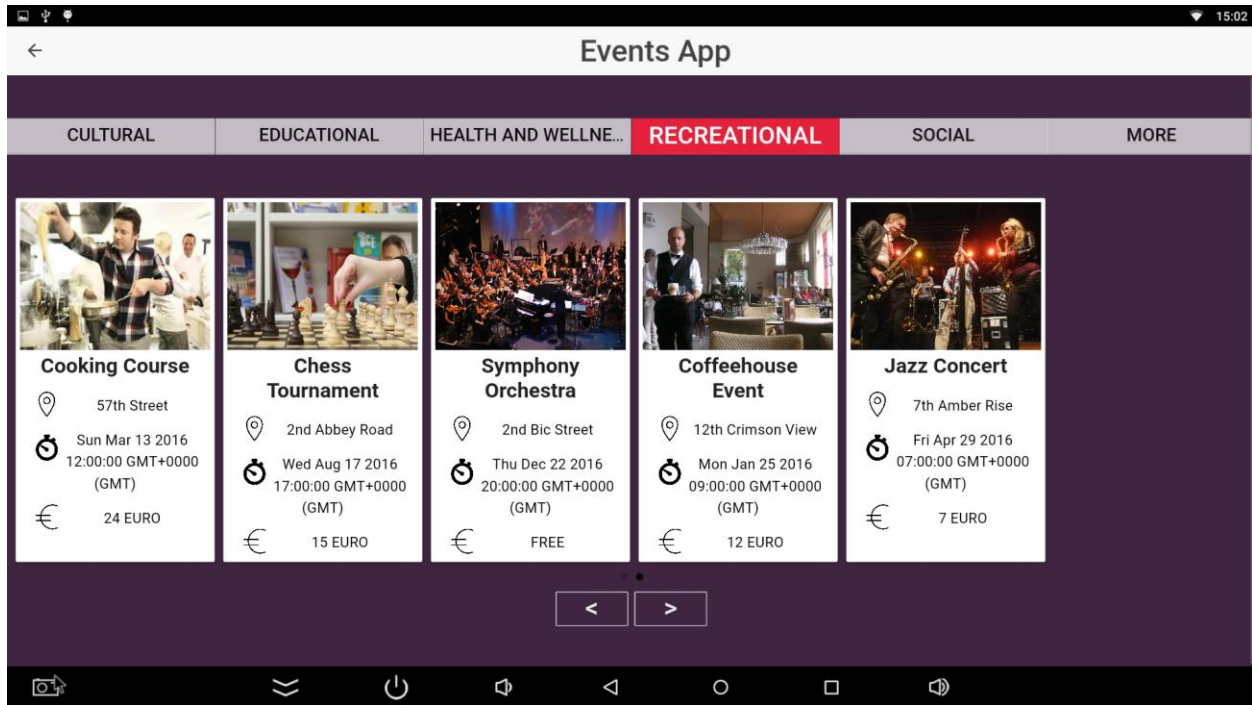 15:02
Events App
CULTURAL
EDUCATIONAL
HEALTH AND WELLNE...
RECREATIONAL
SOCIAL
MORE
Cooking Course
57th Street
Sun Mar 13 2016
12:00:00 GMT+0000
(GMT)
24 EURO
Chess
Tournament
2nd Abbey Road
Wed Aug 17 2016
17:00:00 GMT+0000
(GMT)
15 EURO
Symphony
Orchestra
2nd Bic Street
Thu Dec 22 2016
20:00:00 GMT+0000
(GMT)
FREE
Coffeehouse
Event
12th Crimson View
Mon Jan 25 2016
09:00:00 GMT+0000
(GMT)
12 EURO
Jazz Concert
7th Amber Rise
Fri Apr 29 2016
07:00:00 GMT+0000
(GMT)
7 EURO
<
>